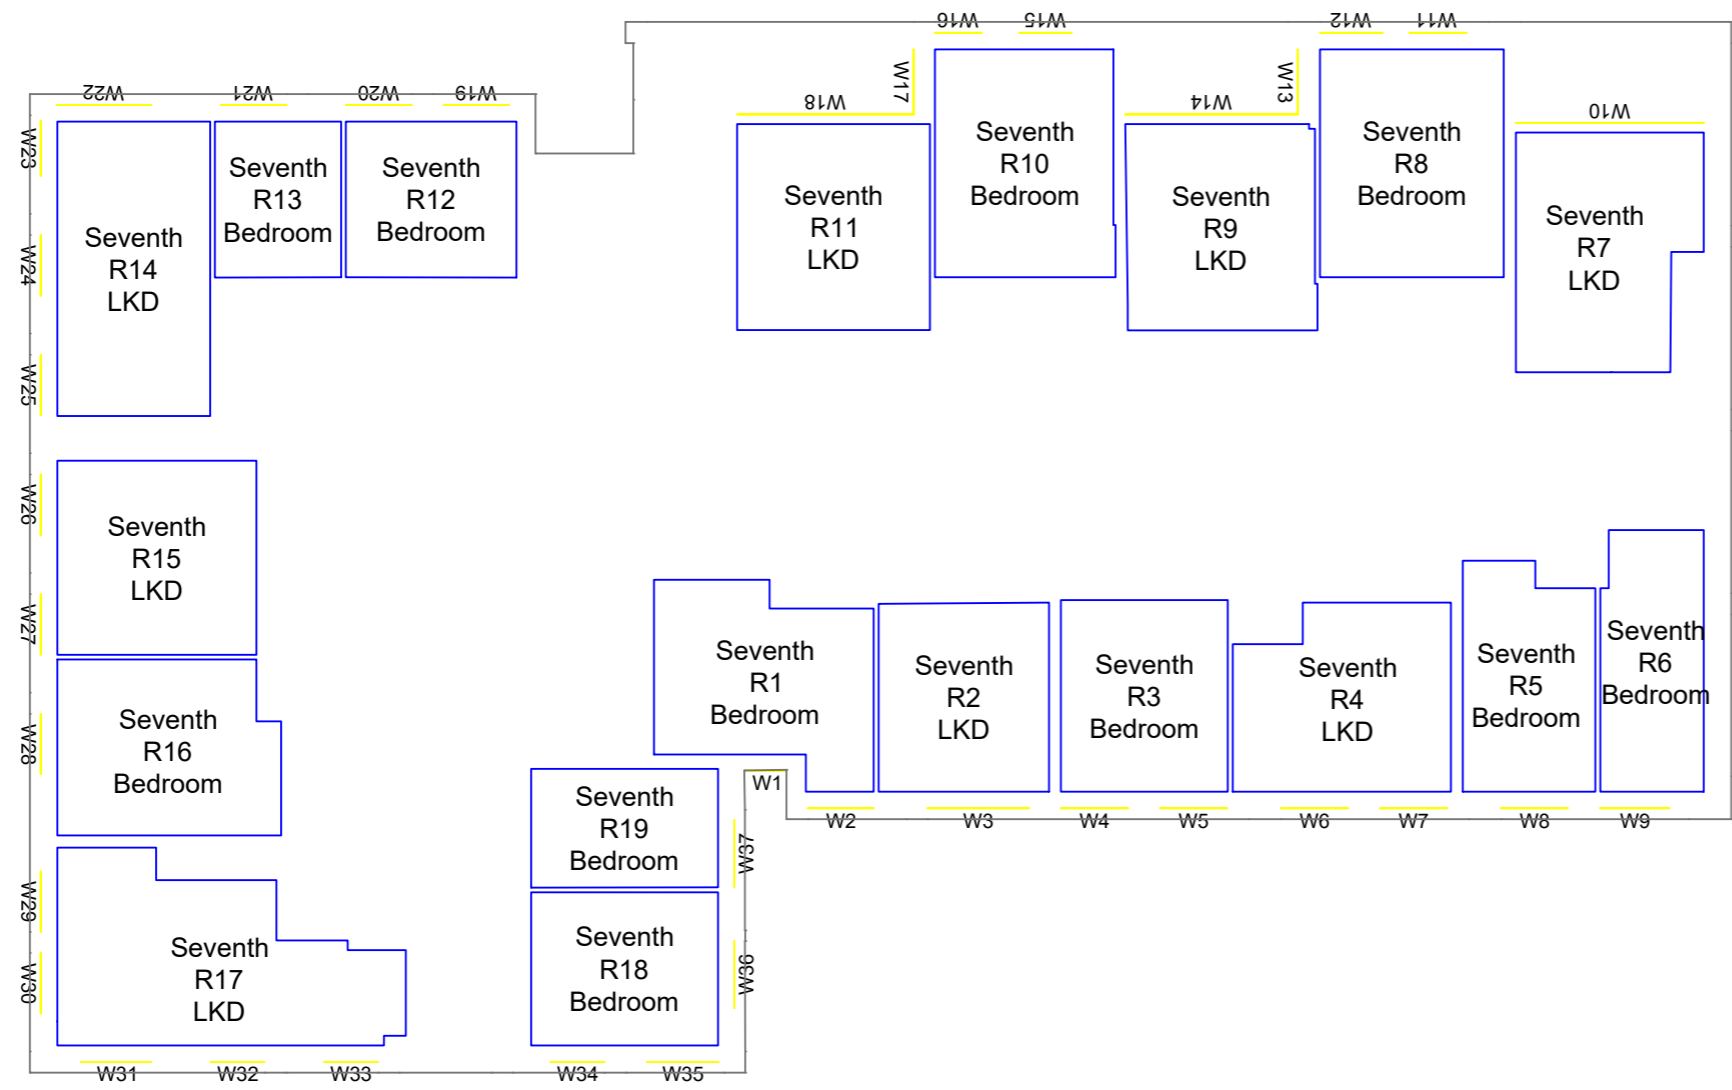 W16
W15
W12
W11
W22
W21
W20
W19
W18
W17
W14
W13
W10
W23
W24
W25
W26
W27
W28
W29
W30
Seventh
R14
LKD
Seventh
R13
Bedroom
Seventh
R12
Bedroom
Seventh
R11
LKD
Seventh
R10
Bedroom
Seventh
R9
LKD
Seventh
R8
Bedroom
Seventh
R7
LKD
Seventh
R15
LKD
Seventh
R16
Bedroom
Seventh
R17
LKD
Seventh
R19
Bedroom
Seventh
R18
Bedroom
Seventh
R1
Bedroom
Seventh
R2
LKD
Seventh
R3
Bedroom
Seventh
R4
LKD
Seventh
R5
Bedroom
Seventh
R6
Bedroom
W1
W2
W3
W4
W5
W6
W7
W8
W9
W37
W36
W31
W32
W33
W34
W35